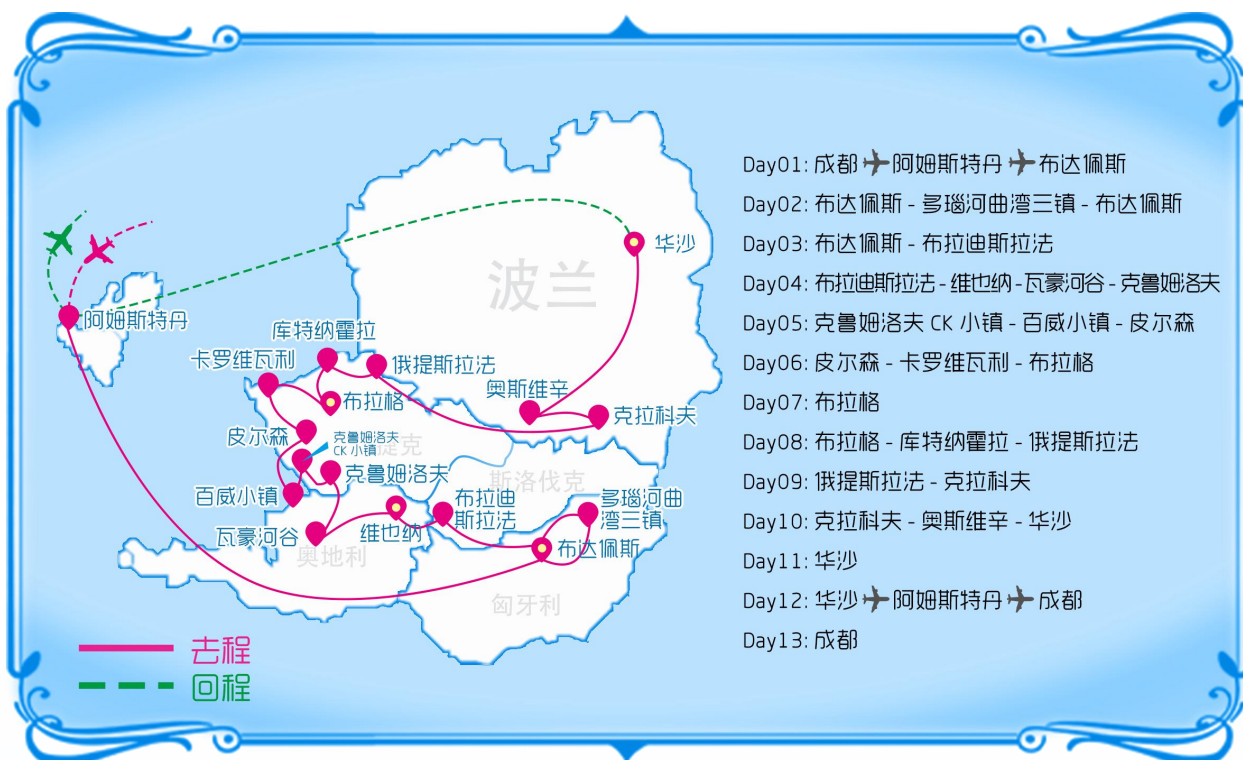 Day01: 成都 阿姆斯特丹 布达佩斯
Day02: 布达佩斯 - 多瑙河曲湾三镇 - 布达佩斯
Day03: 布达佩斯 - 布拉迪斯拉法
Day04: 布拉迪斯拉法 - 维也纳 - 瓦豪河谷 - 克鲁姆洛夫
Day05: 克鲁姆洛夫 CK 小镇 - 百威小镇 - 皮尔森
Day06: 皮尔森 - 卡罗维瓦利 - 布拉格
Day07: 布拉格
Day08: 布拉格 - 库特纳霍拉 - 俄提斯拉法
Day09: 俄提斯拉法 - 克拉科夫
Day10: 克拉科夫 - 奥斯维辛 - 华沙
Day11: 华沙
Day12: 华沙 阿姆斯特丹 成都
Day13: 成都
华沙
波兰
阿姆斯特丹
库特纳霍拉
卡罗维瓦利
俄提斯拉法
奥斯维辛
布拉格
克拉科夫
皮尔森
克鲁姆洛夫
CK 小镇
捷克
克鲁姆洛夫
斯洛伐克
百威小镇
布拉迪
斯拉法
多瑙河曲
湾三镇
瓦豪河谷
维也纳
奥地利
布达佩斯
匈牙利
去程
回程